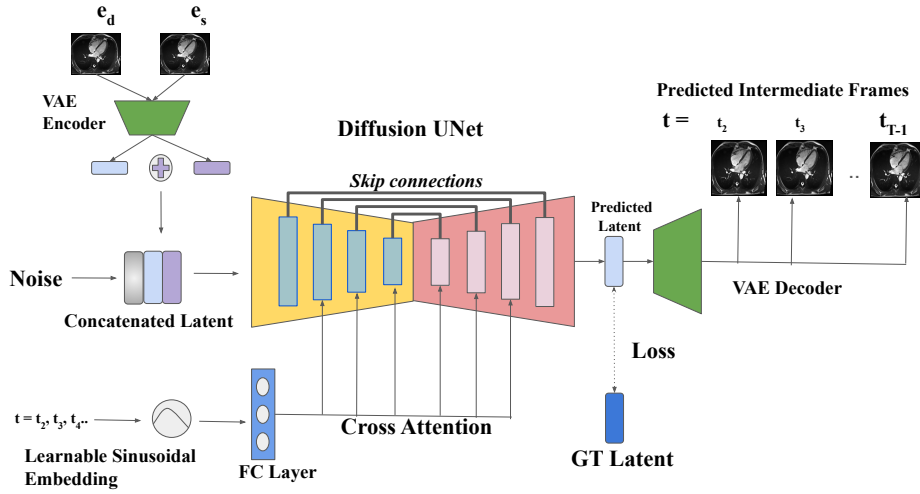 e_d
e_s
VAE
Encoder
Diffusion UNet
Skip connections
Predicted Intermediate Frames
t =
t_2
t_3
t_{T-1}
..
Predicted
Latent
Noise
Concatenated Latent
VAE Decoder
Loss
t = t_2, t_3, t_4..
Learnable Sinusoidal
Embedding
FC Layer
Cross Attention
GT Latent